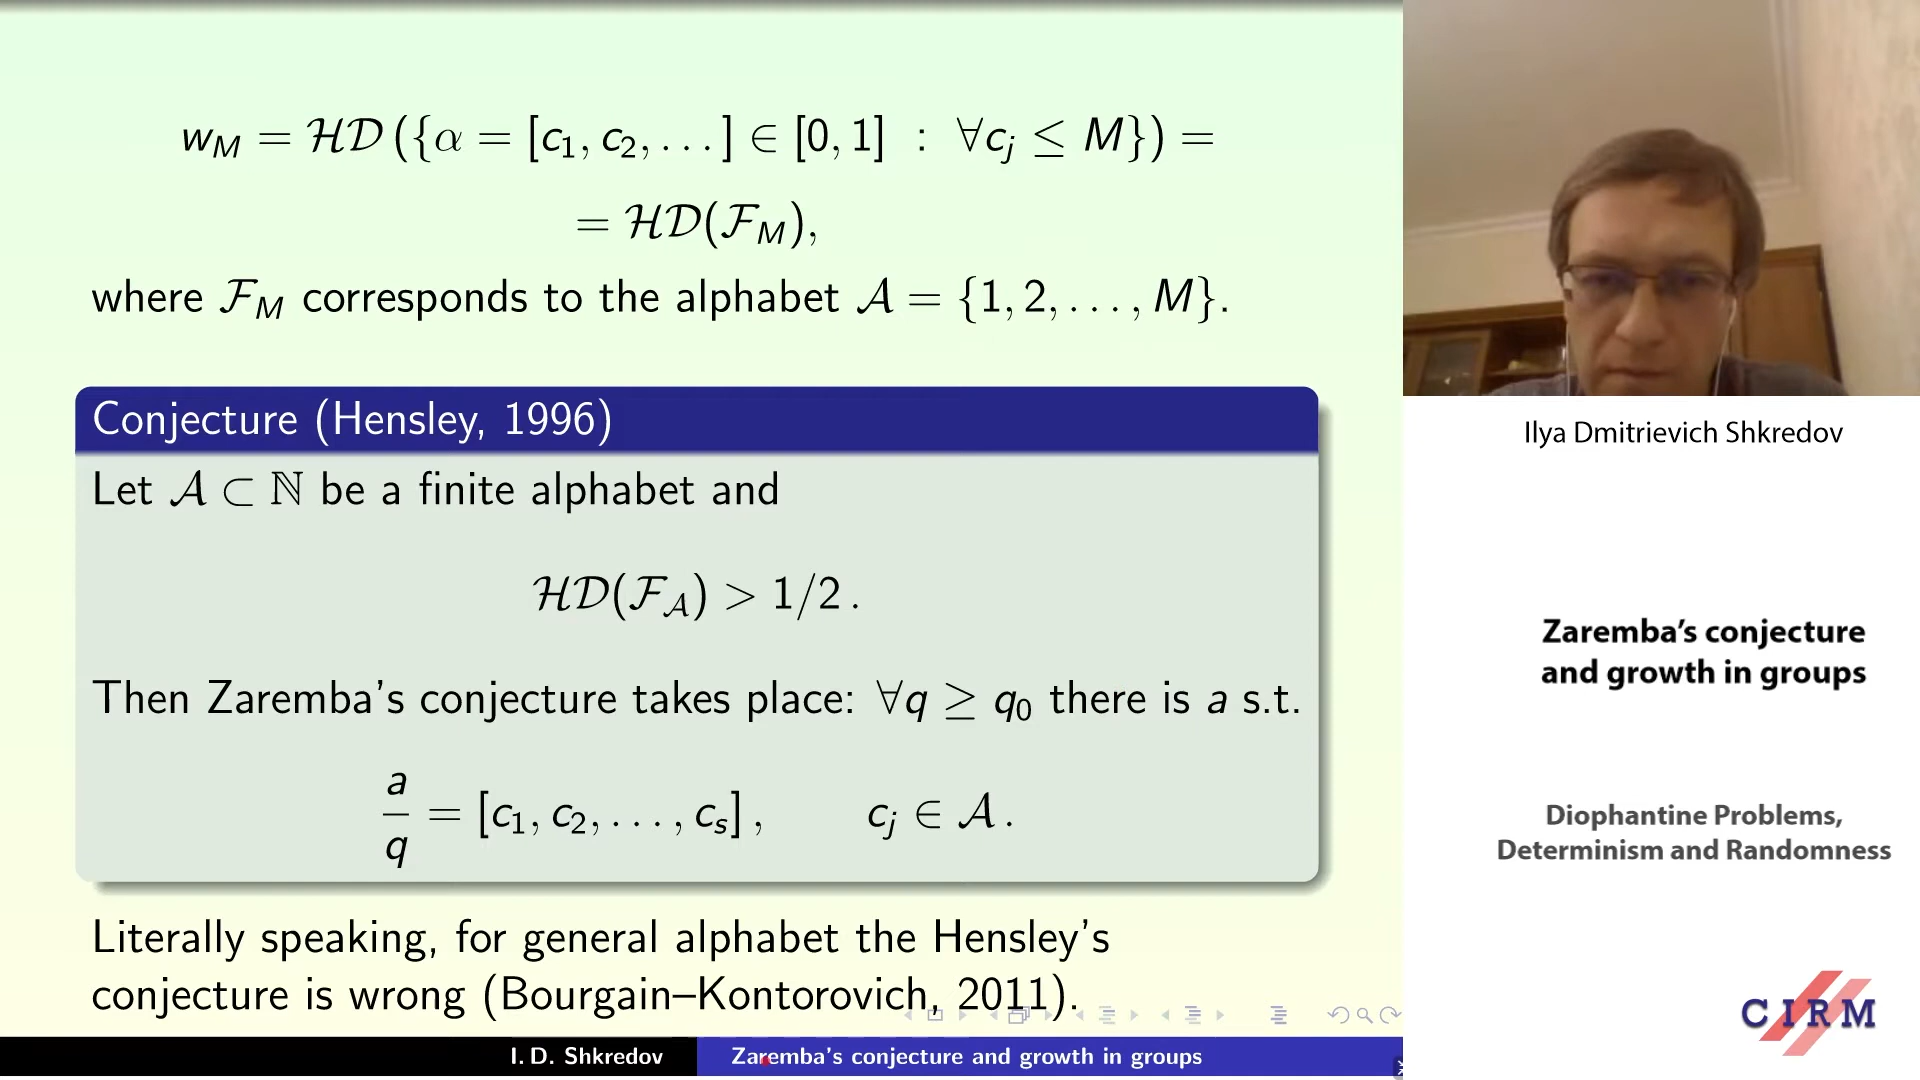 w_M = HD({α = [c_1, c_2, ...] ∈ [0, 1] : ∀c_j ≤ M}) =
= HD(F_M),
where F_M corresponds to the alphabet A = {1, 2, ..., M}.
Conjecture (Hensley, 1996)
Let A ⊂ ℕ be a finite alphabet and
HD(F_A) > 1/2.
Then Zaremba's conjecture takes place: ∀q ≥ q_0 there is a s.t.
a/q = [c_1, c_2, ..., c_s], c_j ∈ A.
Literally speaking, for general alphabet the Hensley's
conjecture is wrong (Bourgain–Kontorovich, 2011).
I. D. Shkredov Zaremba's conjecture and growth in groups
Ilya Dmitrievich Shkredov
Zaremba's conjecture
and growth in groups
Diophantine Problems,
Determinism and Randomness
CIRM